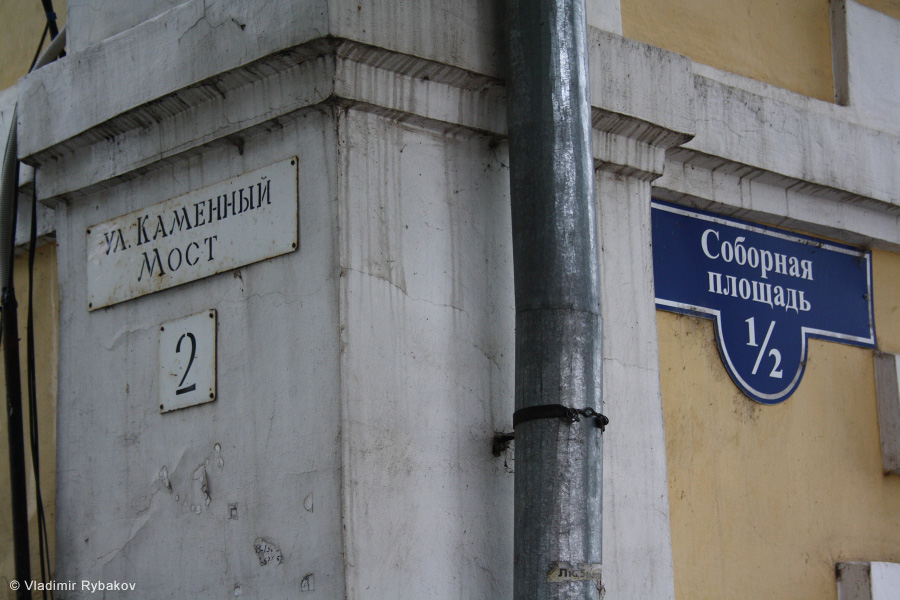 ул. Каменный
Мост
2
Соборная
площадь
1/2
© Vladimir Rybakov